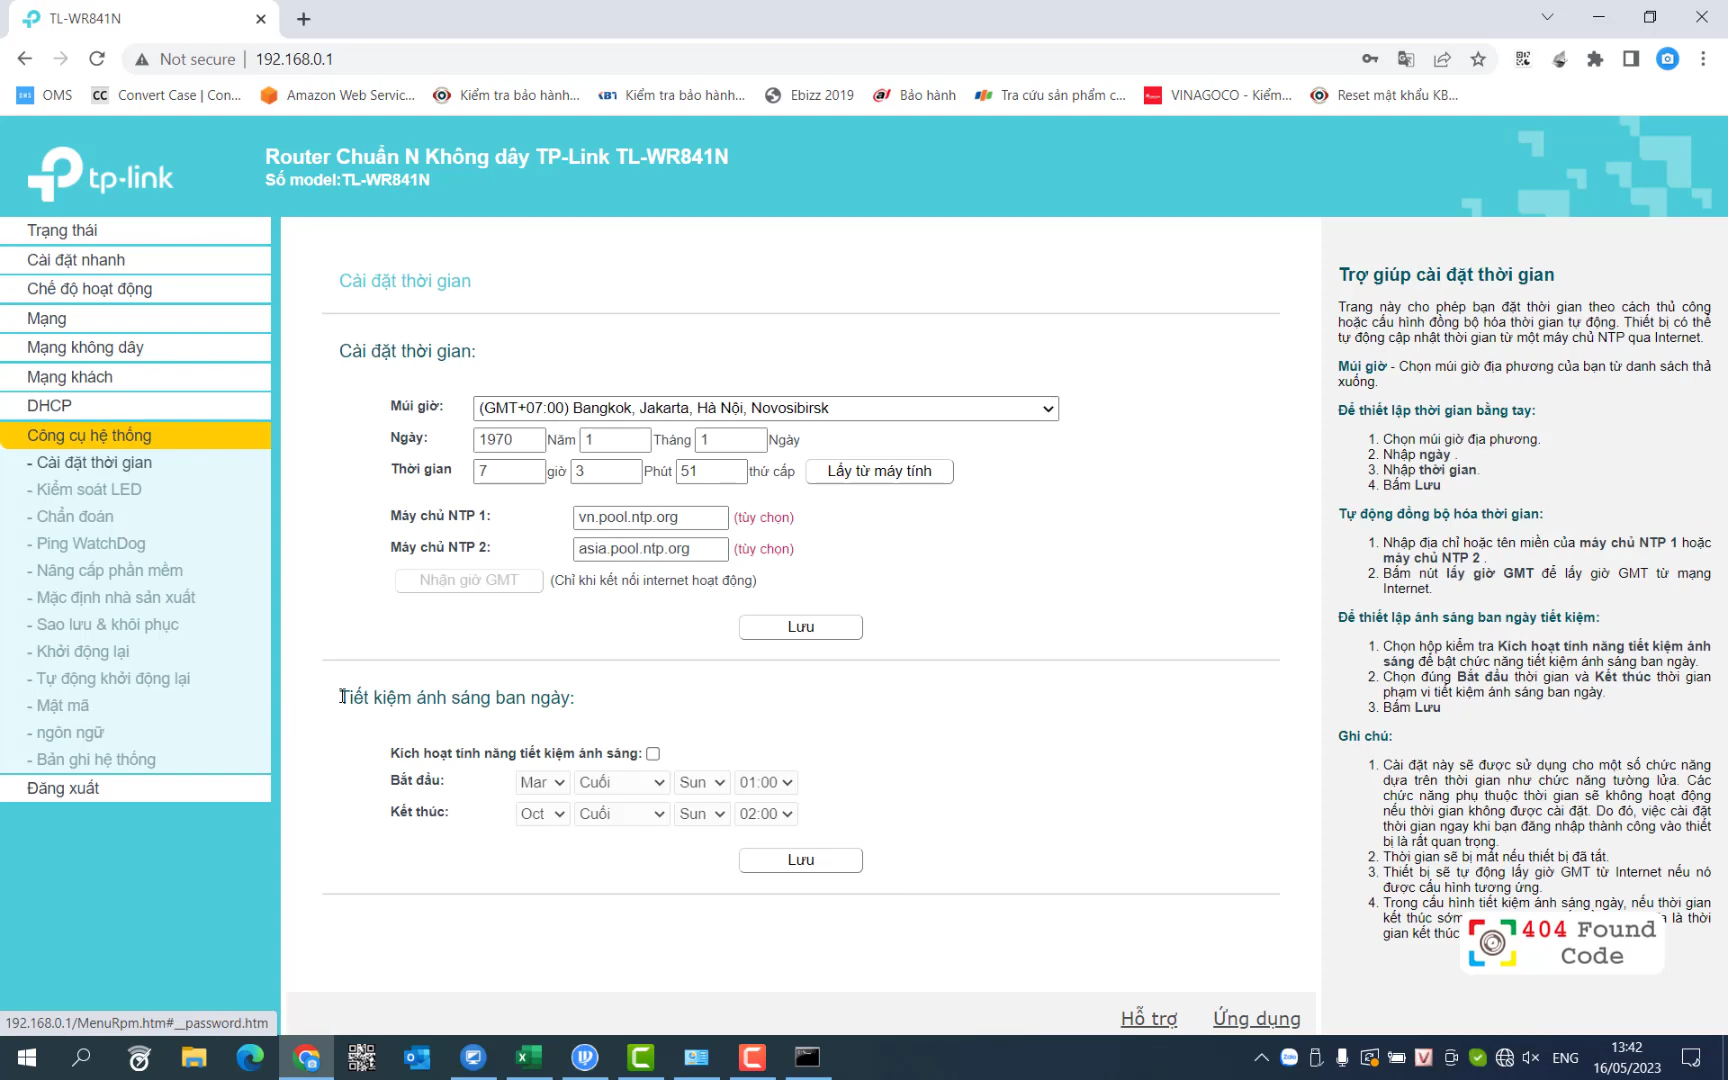 TL-WR841N
Not secure
192.168.0.1
OMS
CC Convert Case | Con...
Amazon Web Servic...
Kiểm tra bảo hành...
Kiểm tra bảo hành...
Ebizz 2019
Bảo hành
Tra cứu sản phẩm c...
VINAGOCO - Kiểm...
Reset mật khẩu KB...
tp-link
Router Chuẩn N Không dây TP-Link TL-WR841N
Số model:TL-WR841N
Trạng thái
Cài đặt nhanh
Chế độ hoạt động
Mạng
Mạng không dây
Mạng khách
DHCP
Công cụ hệ thống
- Cài đặt thời gian
- Kiểm soát LED
- Chẩn đoán
- Ping WatchDog
- Nâng cấp phần mềm
- Mặc định nhà sản xuất
- Sao lưu & khôi phục
- Khởi động lại
- Tự động khởi động lại
- Mật mã
- ngôn ngữ
- Bản ghi hệ thống
Đăng xuất
Cài đặt thời gian
Cài đặt thời gian:
Múi giờ: (GMT+07:00) Bangkok, Jakarta, Hà Nội, Novosibirsk
Ngày: 1970 Năm 1 Tháng 1 Ngày
Thời gian 7 giờ 3 Phút 51 thứ cấp Lấy từ máy tính
Máy chủ NTP 1: vn.pool.ntp.org (tùy chọn)
Máy chủ NTP 2: asia.pool.ntp.org (tùy chọn)
Nhận giờ GMT (Chỉ khi kết nối internet hoạt động)
Lưu
Tiết kiệm ánh sáng ban ngày:
Kích hoạt tính năng tiết kiệm ánh sáng:
Bắt đầu: Mar Cuối Sun 01:00
Kết thúc: Oct Cuối Sun 02:00
Lưu
Trợ giúp cài đặt thời gian
Trang này cho phép bạn đặt thời gian theo cách thủ công
hoặc cấu hình đồng bộ hóa thời gian tự động. Thiết bị có thể
tự động cập nhật thời gian từ một máy chủ NTP qua Internet.
Múi giờ - Chọn múi giờ địa phương của bạn từ danh sách thả
xuống.
Để thiết lập thời gian bằng tay:
1. Chọn múi giờ địa phương.
2. Nhập ngày .
3. Nhập thời gian.
4. Bấm Lưu
Tự động đồng bộ hóa thời gian:
1. Nhập địa chỉ hoặc tên miền của máy chủ NTP 1 hoặc
máy chủ NTP 2 .
2. Bấm nút lấy giờ GMT để lấy giờ GMT từ mạng
Internet.
Để thiết lập ánh sáng ban ngày tiết kiệm:
1. Chọn hộp kiểm tra Kích hoạt tính năng tiết kiệm ánh
sáng để bật chức năng tiết kiệm ánh sáng ban ngày.
2. Chọn đúng Bắt đầu thời gian và Kết thúc thời gian
phạm vi tiết kiệm ánh sáng ban ngày.
3. Bấm Lưu
Ghi chú:
1. Cài đặt này sẽ được sử dụng cho một số chức năng
dựa trên thời gian như chức năng tường lửa. Các
chức năng phụ thuộc thời gian sẽ không hoạt động
nếu thời gian không được cài đặt. Do đó, việc cài đặt
thời gian ngay khi bạn đăng nhập thành công vào thiết
bị là rất quan trọng.
2. Thời gian sẽ bị mất nếu thiết bị đã tắt.
3. Thiết bị sẽ tự động lấy giờ GMT từ Internet nếu nó
được cấu hình tương ứng.
4. Trong cấu hình tiết kiệm ánh sáng ngày, nếu thời gian
kết thúc sớm là thời
gian kết thúc
404 Found
Code
Hỗ trợ
Ứng dụng
192.168.0.1/MenuRpm.htm#__password.htm
ENG
13:42
16/05/2023